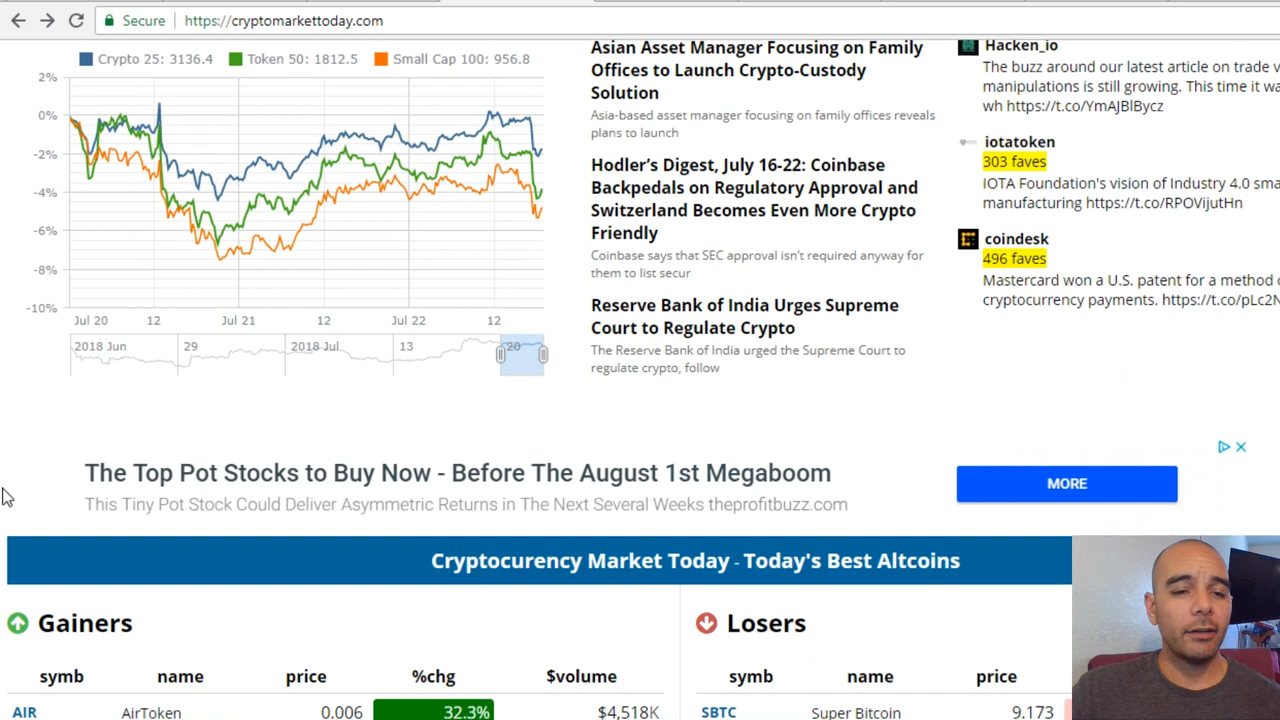 Secure
https://cryptomarkettoday.com
Crypto 25: 3136.4
Token 50: 1812.5
Small Cap 100: 956.8
2%
0%
-2%
-4%
-6%
-8%
-10%
Jul 20
12
Jul 21
12
Jul 22
12
2018 Jun
29
2018 Jul
13
20
Asian Asset Manager Focusing on Family
Offices to Launch Crypto-Custody
Solution
Asia-based asset manager focusing on family offices reveals
plans to launch
Hodler's Digest, July 16-22: Coinbase
Backpedals on Regulatory Approval and
Switzerland Becomes Even More Crypto
Friendly
Coinbase says that SEC approval isn't required anyway for
them to list secur
Reserve Bank of India Urges Supreme
Court to Regulate Crypto
The Reserve Bank of India urged the Supreme Court to
regulate crypto, follow
Hacken_io
The buzz around our latest article on trade v
manipulations is still growing. This time it wa
wh https://t.co/YmAJBlBycz
iotatoken
303 faves
IOTA Foundation's vision of Industry 4.0 sma
manufacturing https://t.co/RPOVijutHn
coindesk
496 faves
Mastercard won a U.S. patent for a method o
cryptocurrency payments. https://t.co/pLc2N
The Top Pot Stocks to Buy Now - Before The August 1st Megaboom
This Tiny Pot Stock Could Deliver Asymmetric Returns in The Next Several Weeks theprofitbuzz.com
MORE
Cryptocurency Market Today - Today's Best Altcoins
Gainers
symb name price %chg $volume
AIR AirToken 0.006 32.3% $4,518K
Losers
symb name price
SBTC Super Bitcoin 9.173